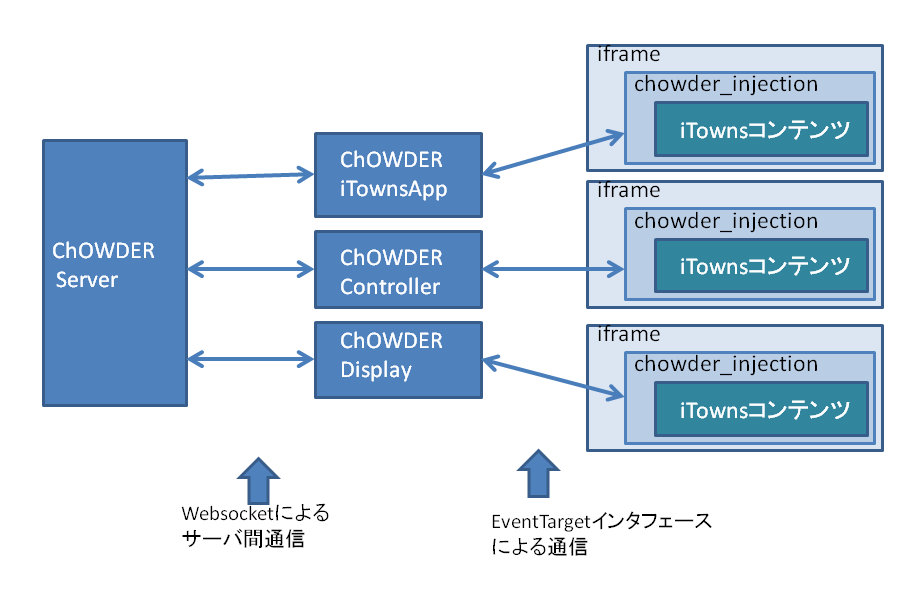 iframe
chowder_injection
iTownsコンテンツ
ChOWDER
iTownsApp
iframe
chowder_injection
iTownsコンテンツ
ChOWDER
Server
ChOWDER
Controller
iframe
chowder_injection
iTownsコンテンツ
ChOWDER
Display
Websocketによる
サーバ間通信
EventTargetインタフェース
による通信